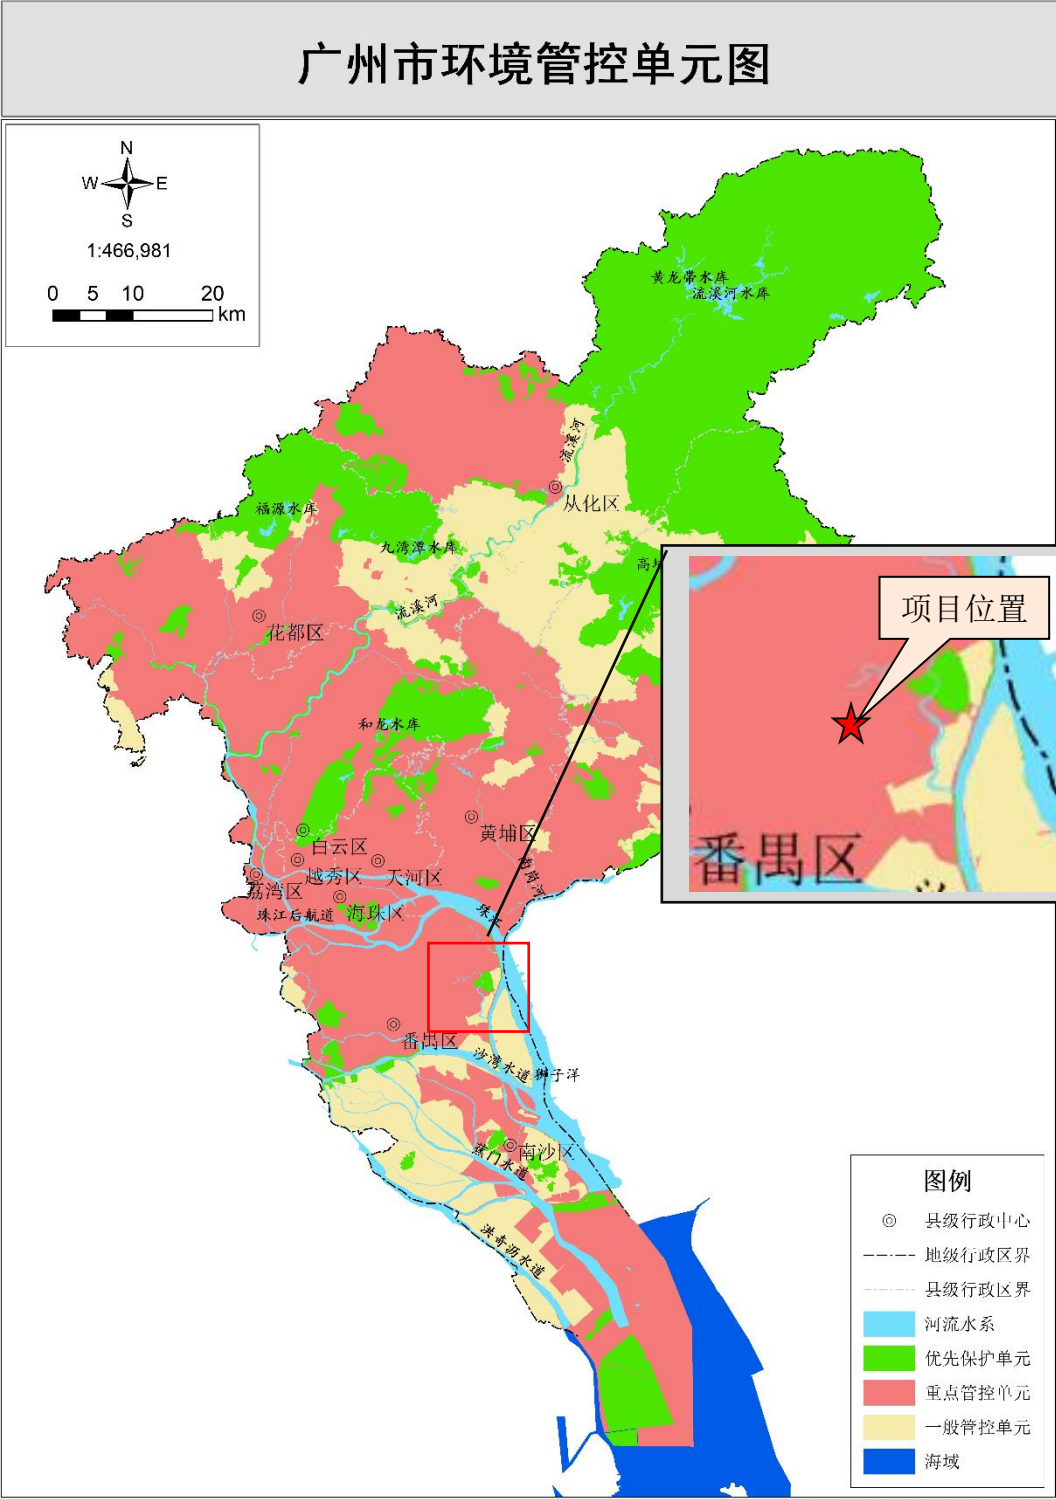 广州市环境管控单元图
N
W E
S
1:466,981
0 5 10 20
km
黄龙带水库
流溪河水库
流溪河
从化区
福源水库
九湾潭水库
高
流溪河
花都区
项目位置
和龙水库
黄埔区
白云区
越秀区
天河区
荔湾区
海珠区
珠江后航道
珠江
番禺区
番禺区
沙湾水道
狮子洋
南沙区
蕉门水道
洪奇沥水道
图例
县级行政中心
地级行政区界
县级行政区界
河流水系
优先保护单元
重点管控单元
一般管控单元
海域